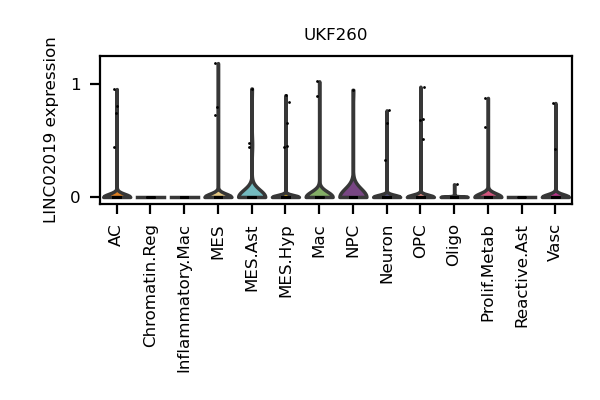 UKF260
LINC02019 expression
1
0
AC
Chromatin.Reg
Inflammatory.Mac
MES
MES.Ast
MES.Hyp
Mac
NPC
Neuron
OPC
Oligo
Prolif.Metab
Reactive.Ast
Vasc